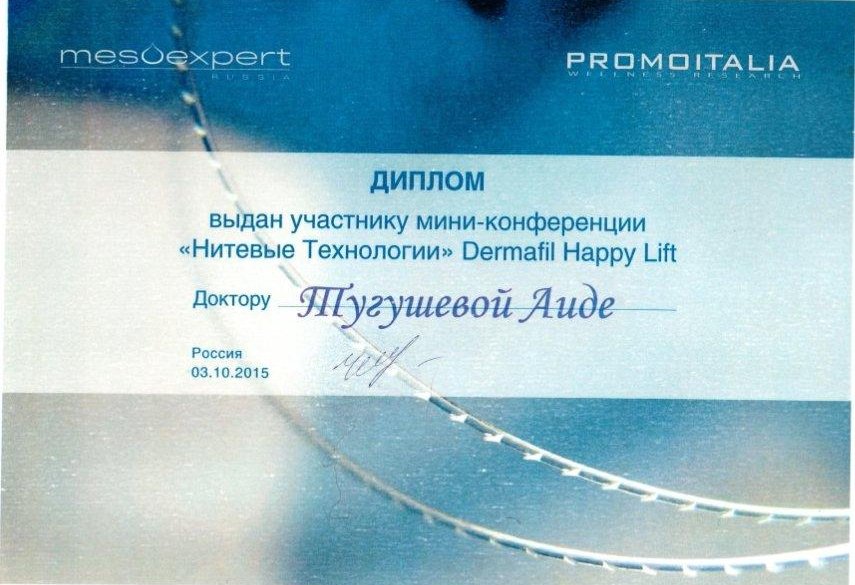 mesoexpert
RUSSIA
PROMOITALIA
WELLNESS RESEARCH
ДИПЛОМ
выдан участнику мини-конференции
«Нитевые Технологии» Dermafil Happy Lift
Доктору Тугушевой Аиде
Россия
03.10.2015